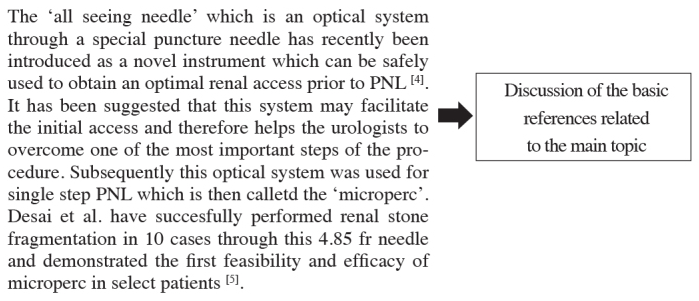 The ‘all seeing needle’ which is an optical system
through a special puncture needle has recently been
introduced as a novel instrument which can be safely
used to obtain an optimal renal access prior to PNL [4].
It has been suggested that this system may facilitate
the initial access and therefore helps the urologists to
overcome one of the most important steps of the pro-
cedure. Subsequently this optical system was used for
single step PNL which is then calletd the ‘microperc’.
Desai et al. have succesfully performed renal stone
fragmentation in 10 cases through this 4.85 fr needle
and demonstrated the first feasibility and efficacy of
microperc in select patients [5].
Discussion of the basic
references related
to the main topic